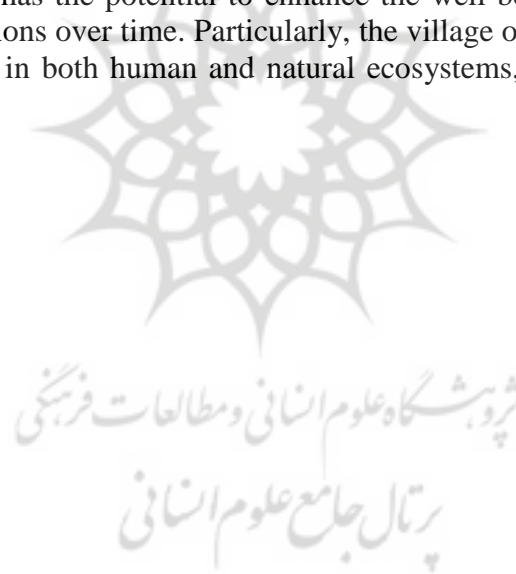 has the potential to enhance the well-be
ions over time. Particularly, the village o
in both human and natural ecosystems,
پژوهشگاه علوم انسانی و مطالعات فرهنگی
پرتال جامع علوم انسانی